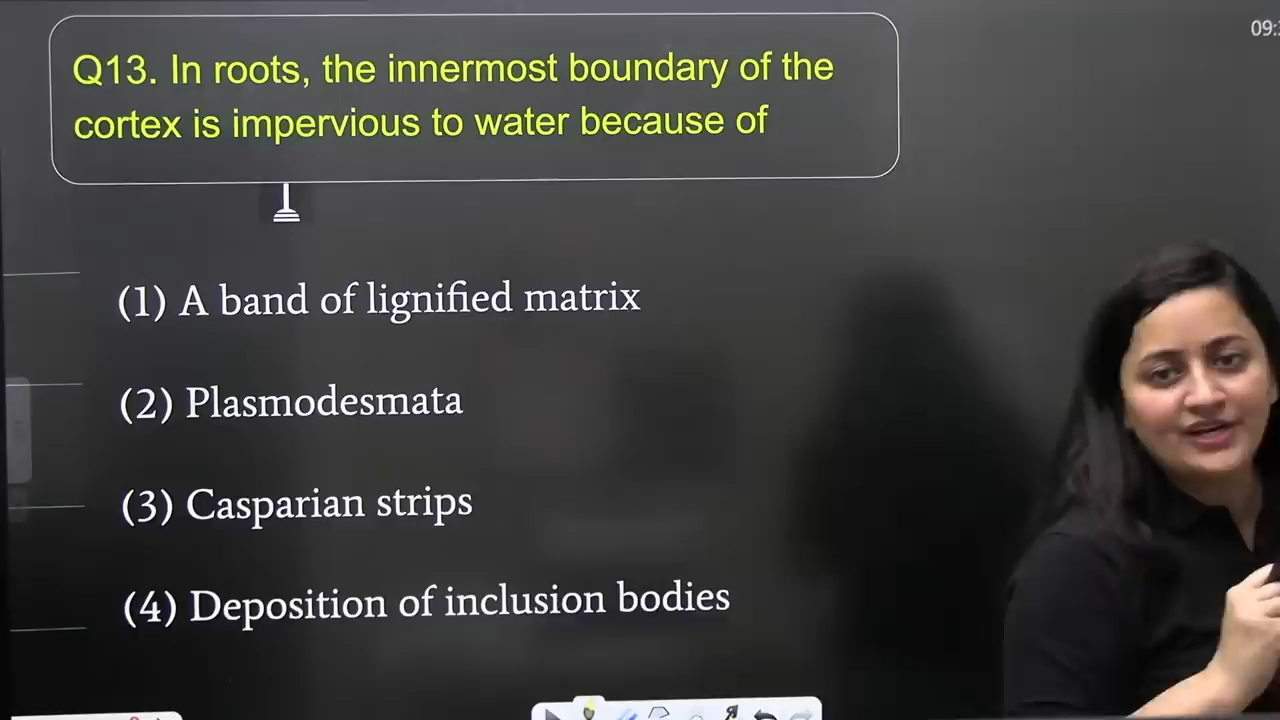 09:
Q13. In roots, the innermost boundary of the
cortex is impervious to water because of
(1) A band of lignified matrix
(2) Plasmodesmata
(3) Casparian strips
(4) Deposition of inclusion bodies